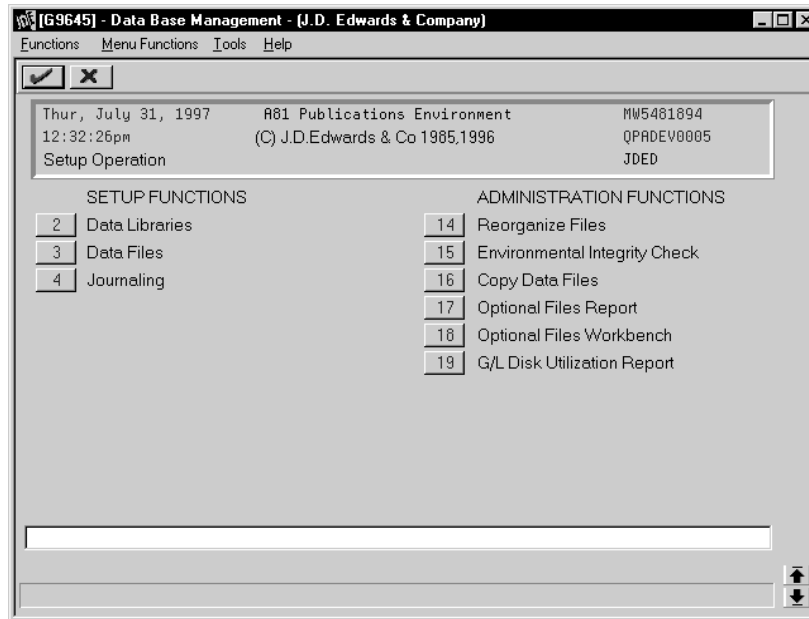 [G9645] - Data Base Management - (J.D. Edwards & Company)
Functions Menu Functions Tools Help
Thur, July 31, 1997 A81 Publications Environment MW5481894
12:32:26pm (C) J.D.Edwards & Co 1985,1996 QPADEV0005
Setup Operation JDED
SETUP FUNCTIONS ADMINISTRATION FUNCTIONS
2 Data Libraries 14 Reorganize Files
3 Data Files 15 Environmental Integrity Check
4 Journaling 16 Copy Data Files
17 Optional Files Report
18 Optional Files Workbench
19 G/L Disk Utilization Report